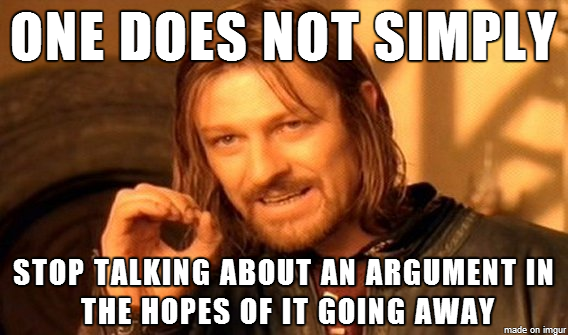 ONE DOES NOT SIMPLY
STOP TALKING ABOUT AN ARGUMENT IN
THE HOPES OF IT GOING AWAY
made on imgur